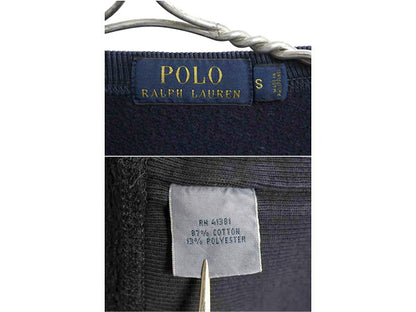 POLO
RALPH LAUREN
S
RN 41381
87% COTTON
13% POLYESTER